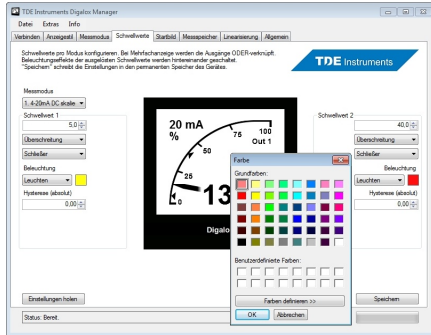 TDE Instruments Digalox Manager
Datei Extras Info
Verbinden Anzeigestil Messmodus Schwellwerte Startbild Messspeicher Linearisierung Allgemein
Schwellwerte pro Modus konfigurieren. Bei Mehrfachanzeige werden die Ausgänge ODER-verknüpft.
Beleuchtungseffekte der ausgelösten Schwellwerte werden hintereinander geschaltet.
"Speichern" schreibt die Einstellungen in den permanenten Speicher des Gerätes.
TDE Instruments
Messmodus
1. 4-20mA DC skalie
Schwellwert 1
5,0
Überschreitung
Schließer
Beleuchtung
Leuchten
Hysterese (absolut)
0,00
20 mA
%
0
25
50
75
100
Out 1
13
Digalo
Schwellwert 2
40,0
Überschreitung
Schließer
Beleuchtung
Leuchten
Hysterese (absolut)
0,00
Farbe
Grundfarben:
Benutzerdefinierte Farben:
Farben definieren >>
OK Abbrechen
Einstellungen holen
Speichern
Status: Bereit.